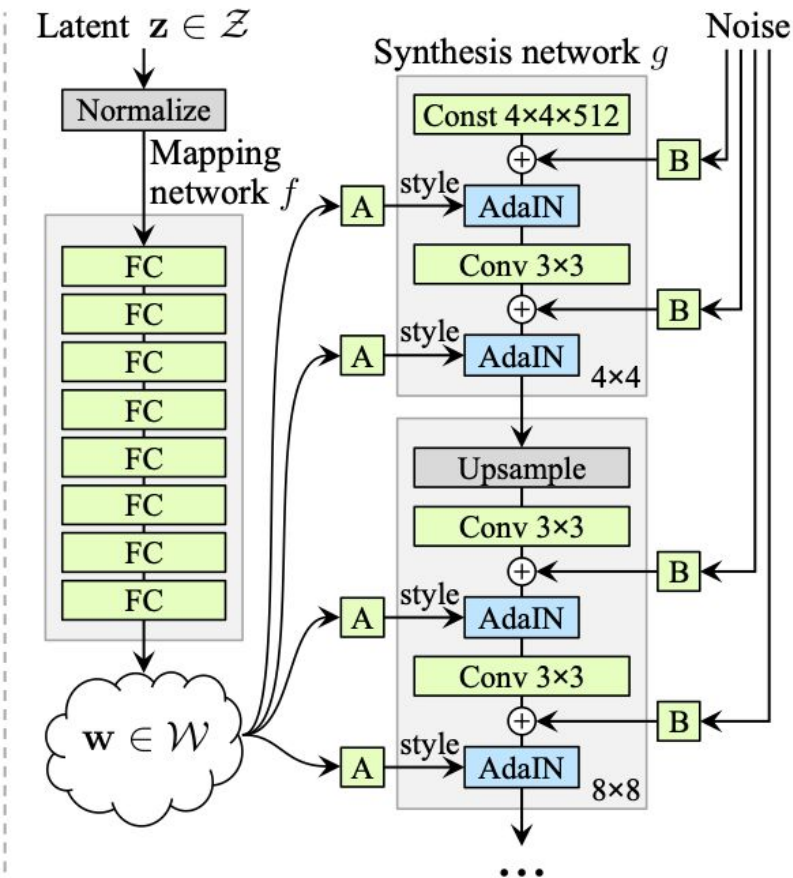 Latent z ∈ 𝒵
Normalize
Mapping
network f
FC
FC
FC
FC
FC
FC
FC
FC
w ∈ 𝒲
Noise
Synthesis network g
Const 4×4×512
+
B
A
style
AdaIN
Conv 3×3
+
B
A
style
AdaIN
4×4
Upsample
Conv 3×3
+
B
A
style
AdaIN
Conv 3×3
+
B
A
style
AdaIN
8×8
...